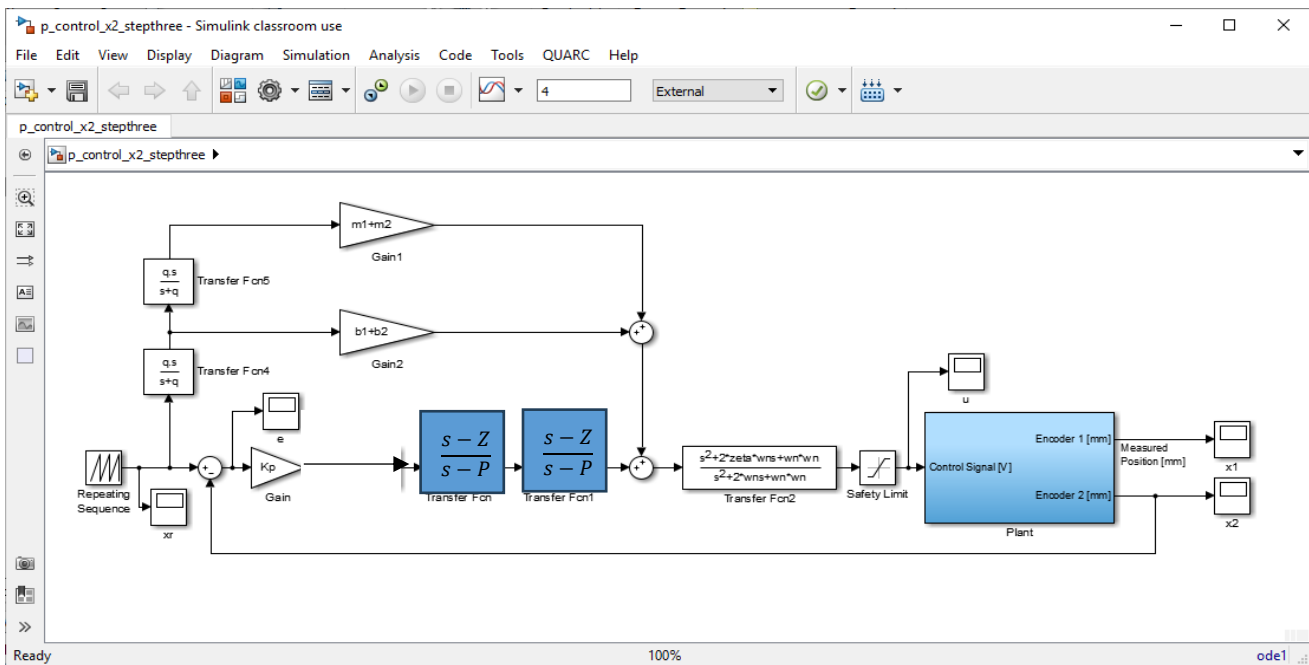 p_control_x2_stepthree - Simulink classroom use
File Edit View Display Diagram Simulation Analysis Code Tools QUARC Help
4 External
p_control_x2_stepthree
p_control_x2_stepthree
m1+m2
Gain1
q.s
s+q
Transfer Fcn5
b1+b2
Gain2
q.s
s+q
Transfer Fcn4
e
u
Repeating
Sequence
xr
Kp
Gain
s − Z
s − P
Transfer Fcn
s − Z
s − P
Transfer Fcn1
s²+2*zeta*wns+wn*wn
s²+2*wns+wn*wn
Transfer Fcn2
Safety Limit
Control Signal [V]
Encoder 1 [mm]
Encoder 2 [mm]
Plant
Measured
Position [mm]
x1
x2
Ready 100% ode1